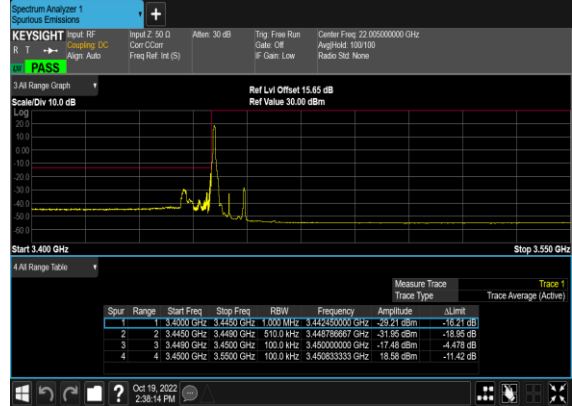 Spectrum Analyzer 1
Spurious Emissions
KEYSIGHT Input: RF Input Z: 50 Ω Atten: 30 dB Trig: Free Run Center Freq: 22.005000000 GHz
R T Coupling: DC Corr CCorr Gate: Off Avg|Hold: 100/100
Align: Auto Freq Ref: Int (S) IF Gain: Low Radio Std: None
LW PASS
3 All Range Graph
Ref Lvl Offset 15.65 dB
Scale/Div 10.0 dB Ref Value 30.00 dBm
Log
20.0
10.0
0.00
-10.0
-20.0
-30.0
-40.0
-50.0
-60.0
Start 3.400 GHz Stop 3.550 GHz
4 All Range Table
Measure Trace Trace 1
Trace Type Trace Average (Active)
Spur Range Start Freq Stop Freq RBW Frequency Amplitude ΔLimit
1 1 3.4000 GHz 3.4450 GHz 1.000 MHz 3.442450000 GHz -29.21 dBm -16.21 dB
2 2 3.4450 GHz 3.4490 GHz 510.0 kHz 3.448786667 GHz -31.95 dBm -18.95 dB
3 3 3.4490 GHz 3.4500 GHz 100.0 kHz 3.450000000 GHz -17.48 dBm -4.478 dB
4 4 3.4500 GHz 3.5500 GHz 100.0 kHz 3.450833333 GHz 18.58 dBm -11.42 dB
? Oct 19, 2022
2:38:14 PM